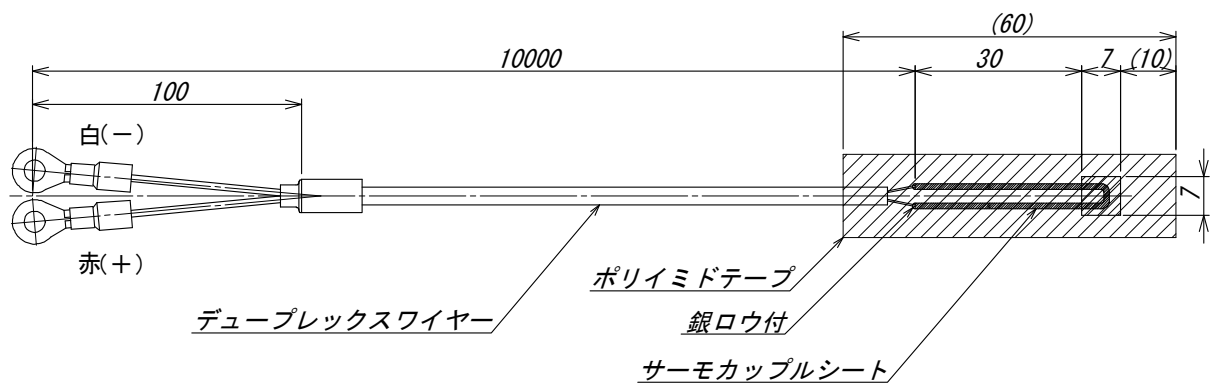 (60)
10000
30
7
(10)
100
白(－)
7
赤(＋)
ポリイミドテープ
デュープレックスワイヤー
銀ロウ付
サーモカップルシート